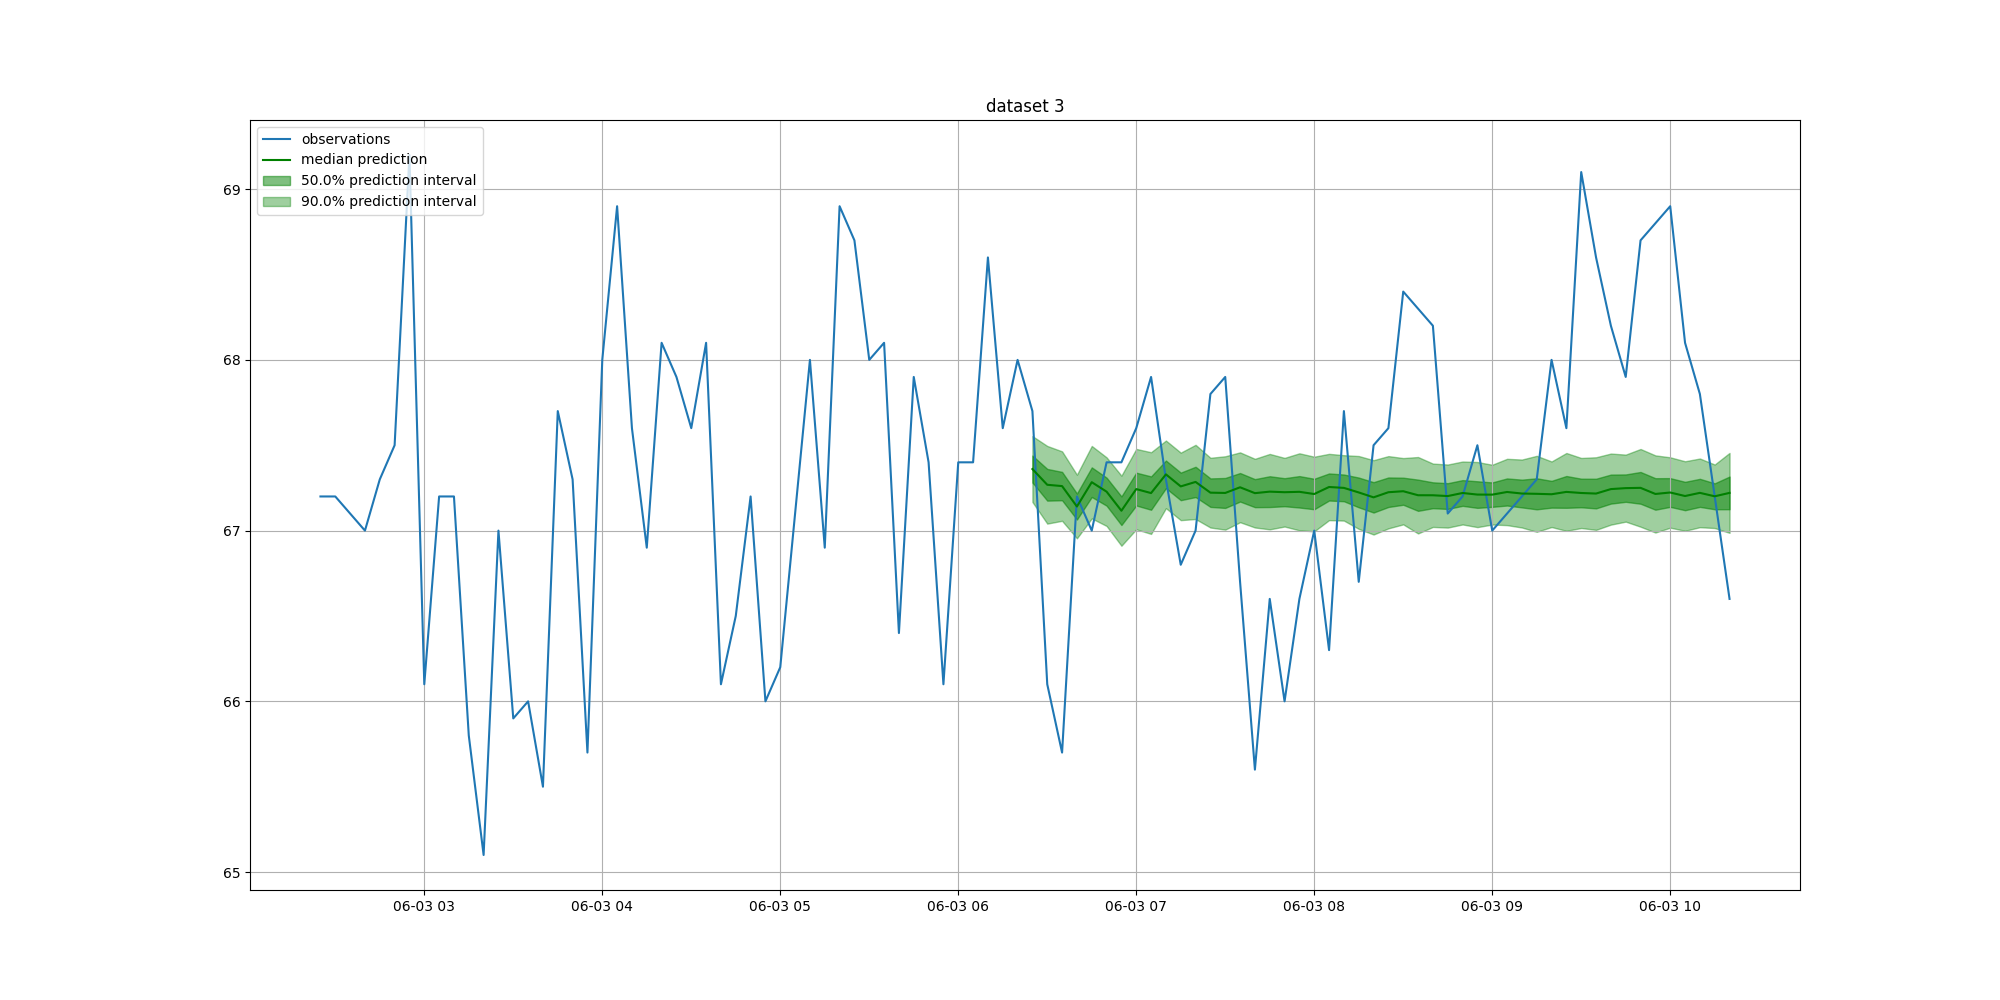 dataset 3
observations
median prediction
50.0% prediction interval
90.0% prediction interval
69
68
67
66
65
06-03 03
06-03 04
06-03 05
06-03 06
06-03 07
06-03 08
06-03 09
06-03 10